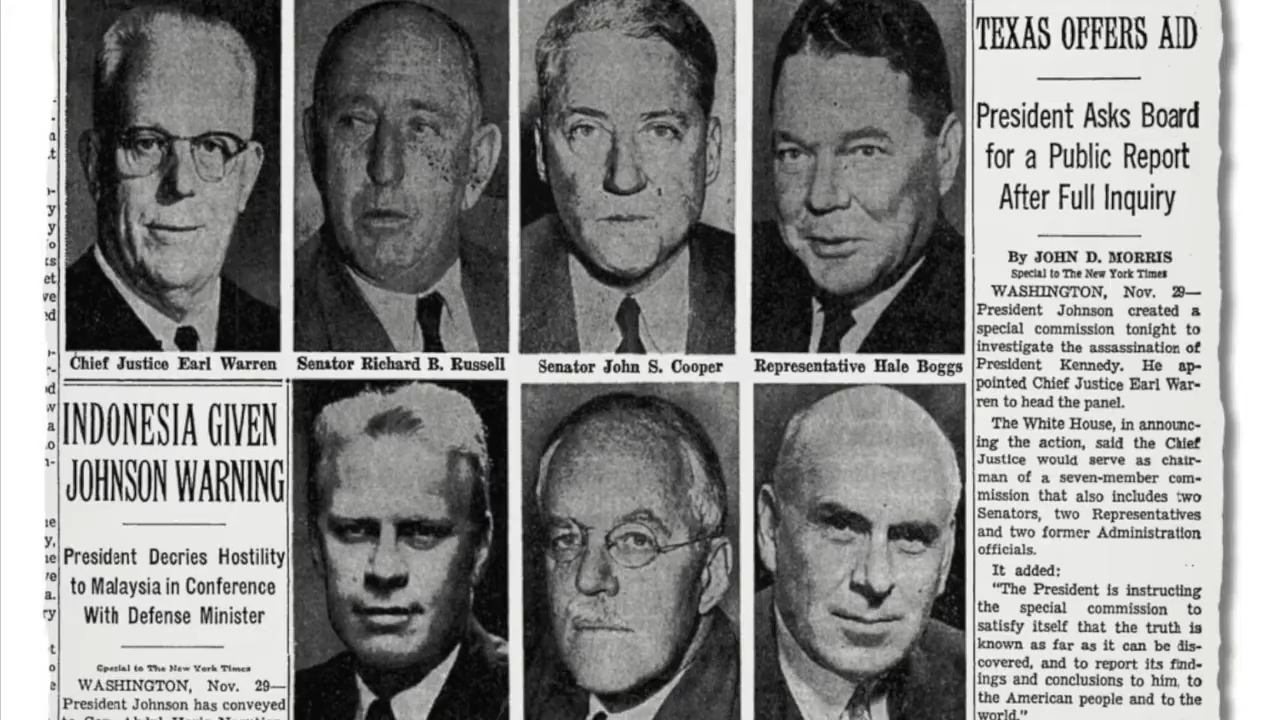 Chief Justice Earl Warren
Senator Richard B. Russell
Senator John S. Cooper
Representative Hale Boggs
INDONESIA GIVEN
JOHNSON WARNING
President Decries Hostility
to Malaysia in Conference
With Defense Minister
Special to The New York Times
WASHINGTON, Nov. 29—
President Johnson has conveyed
TEXAS OFFERS AID
President Asks Board
for a Public Report
After Full Inquiry
By JOHN D. MORRIS
Special to The New York Times
WASHINGTON, Nov. 29—
President Johnson created a
special commission tonight to
investigate the assassination of
President Kennedy. He ap-
pointed Chief Justice Earl War-
ren to head the panel.
The White House, in announc-
ing the action, said the Chief
Justice would serve as chair-
man of a seven-member com-
mission that also includes two
Senators, two Representatives
and two former Administration
officials.
It added:
"The President is instructing
the special commission to
satisfy itself that the truth is
known as far as it can be dis-
covered, and to report its find-
ings and conclusions to him, to
the American people and to the
world."